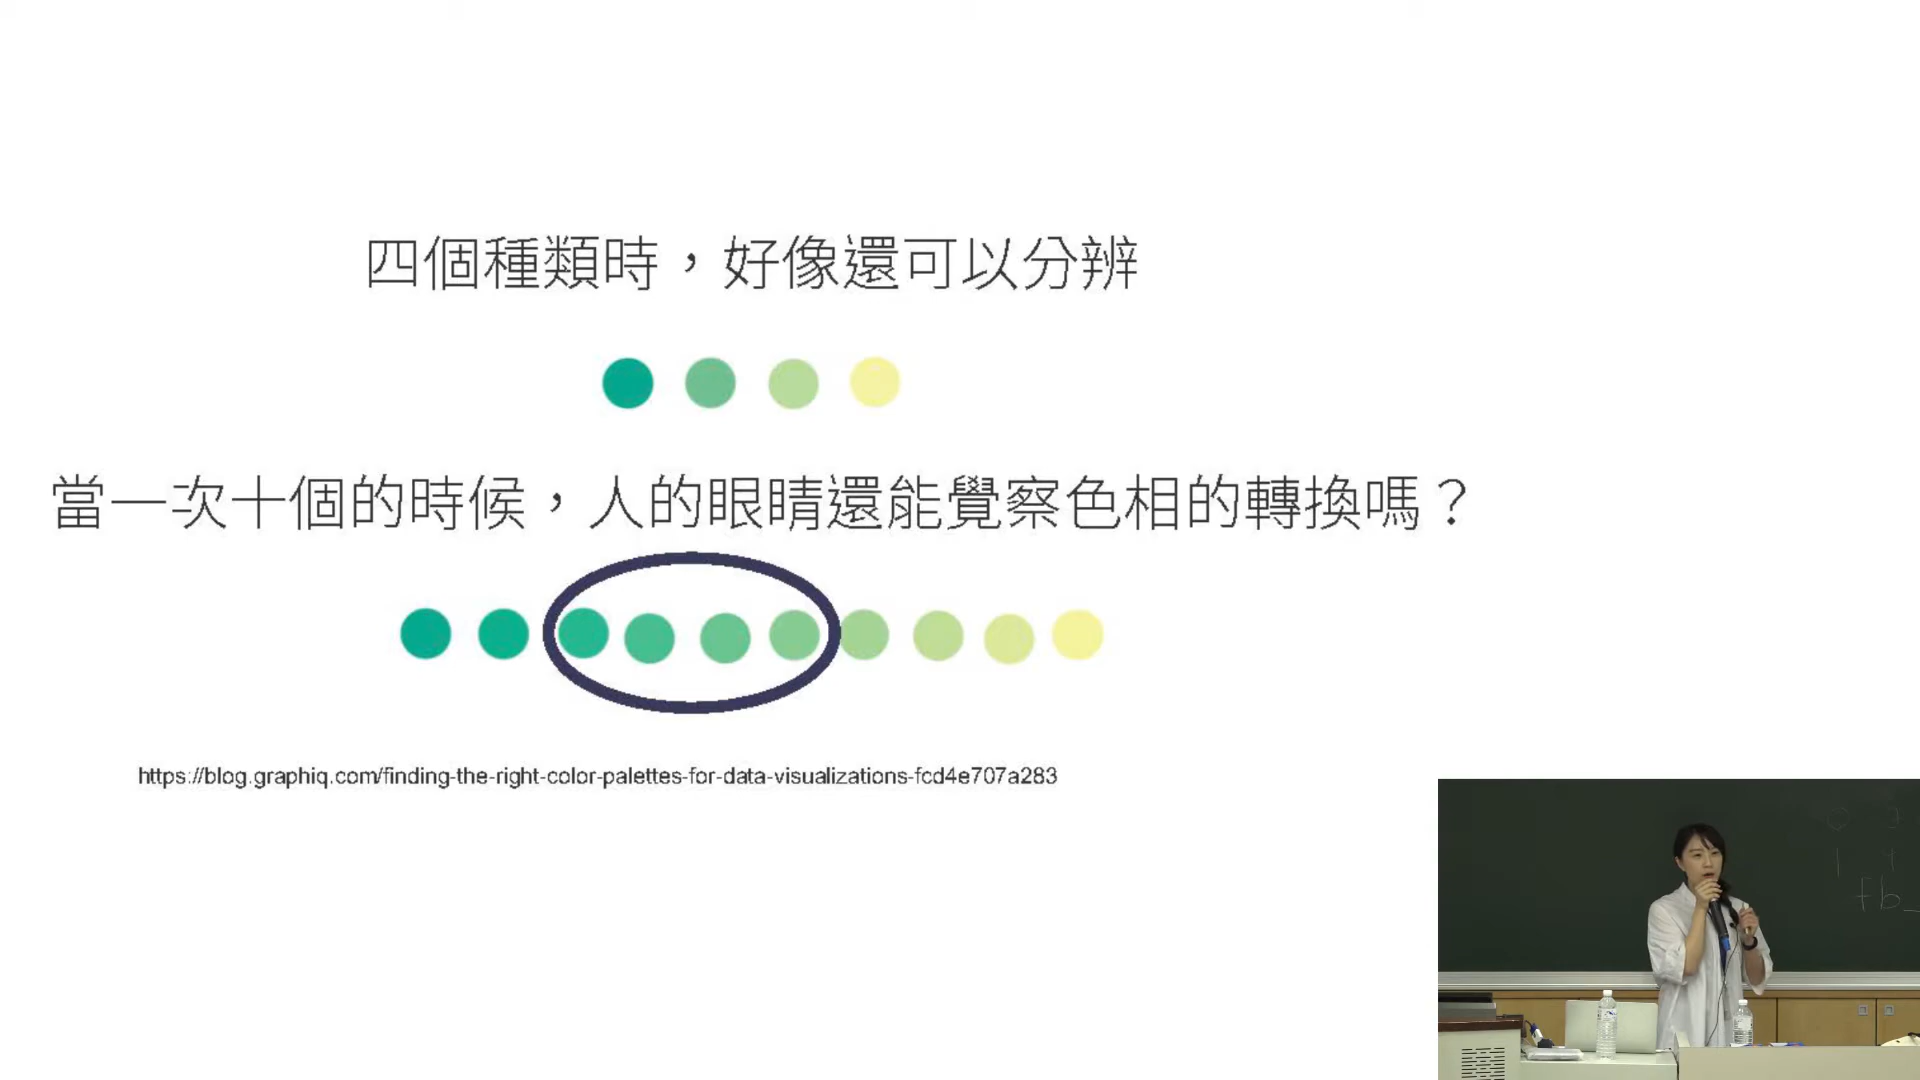 四個種類時，好像還可以分辨
當一次十個的時候，人的眼睛還能覺察色相的轉換嗎？
https://blog.graphiq.com/finding-the-right-color-palettes-for-data-visualizations-fcd4e707a283
fb_